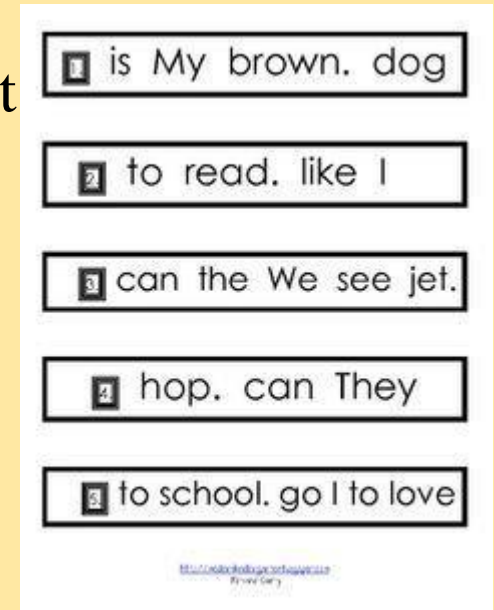 t
1. is My brown. dog
2. to read. like I
3. can the We see jet.
4. hop. can They
5. to school. go I to love